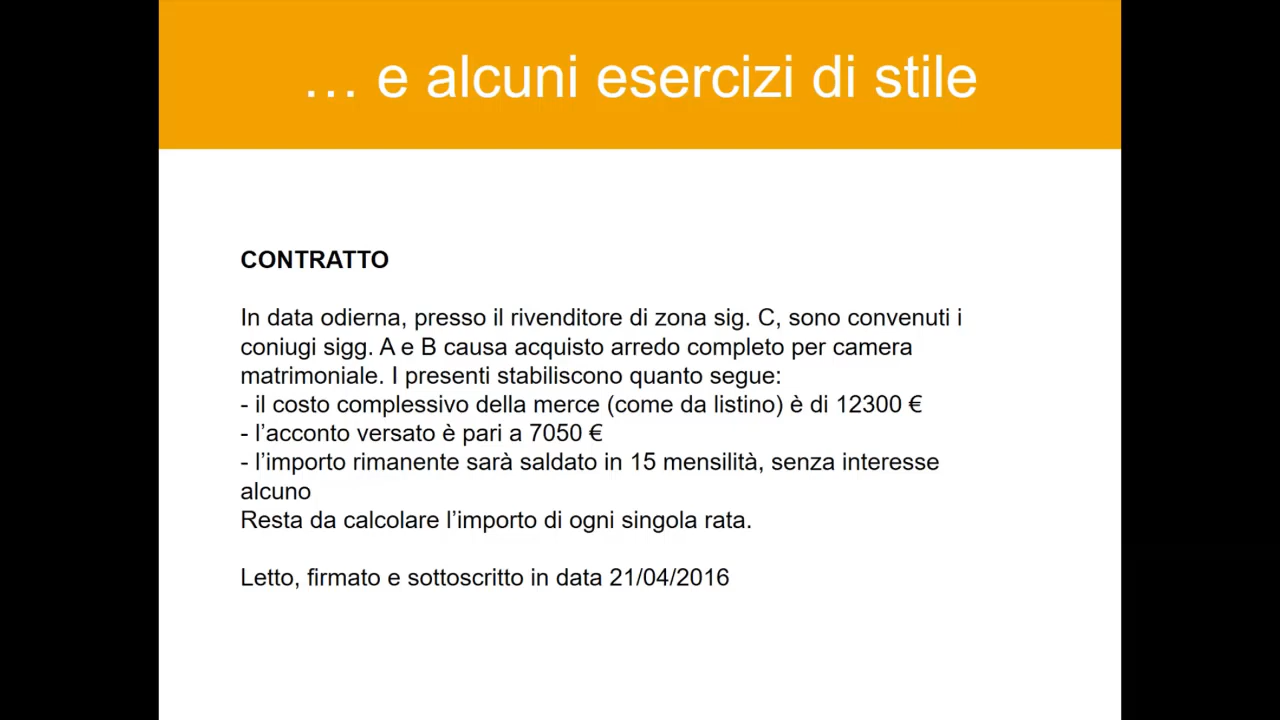 … e alcuni esercizi di stile
CONTRATTO
In data odierna, presso il rivenditore di zona sig. C, sono convenuti i
coniugi sigg. A e B causa acquisto arredo completo per camera
matrimoniale. I presenti stabiliscono quanto segue:
- il costo complessivo della merce (come da listino) è di 12300 €
- l’acconto versato è pari a 7050 €
- l’importo rimanente sarà saldato in 15 mensilità, senza interesse
alcuno
Resta da calcolare l’importo di ogni singola rata.
Letto, firmato e sottoscritto in data 21/04/2016